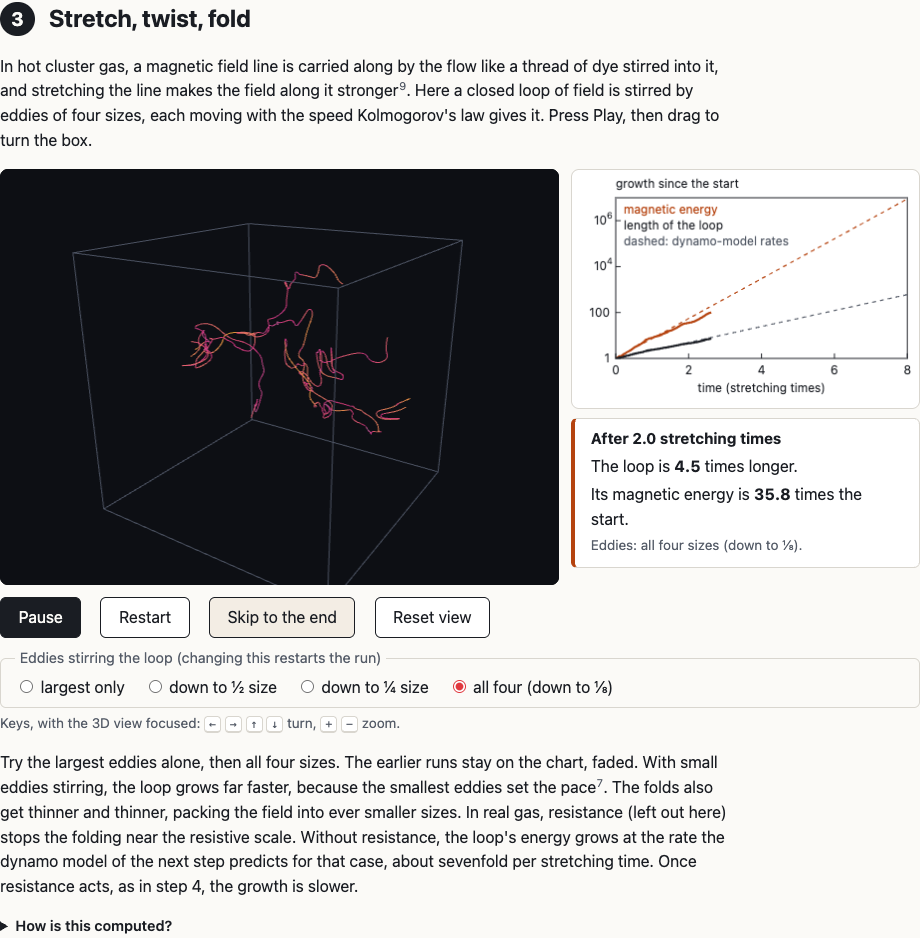 3 Stretch, twist, fold
In hot cluster gas, a magnetic field line is carried along by the flow like a thread of dye stirred into it,
and stretching the line makes the field along it stronger⁹. Here a closed loop of field is stirred by
eddies of four sizes, each moving with the speed Kolmogorov's law gives it. Press Play, then drag to
turn the box.
growth since the start
magnetic energy
length of the loop
dashed: dynamo-model rates
10⁶
10⁴
100
1
0 2 4 6 8
time (stretching times)
After 2.0 stretching times
The loop is 4.5 times longer.
Its magnetic energy is 35.8 times the
start.
Eddies: all four sizes (down to ⅛).
Pause Restart Skip to the end Reset view
Eddies stirring the loop (changing this restarts the run)
largest only down to ½ size down to ¼ size all four (down to ⅛)
Keys, with the 3D view focused: ← → ↑ ↓ turn, + − zoom.
Try the largest eddies alone, then all four sizes. The earlier runs stay on the chart, faded. With small
eddies stirring, the loop grows far faster, because the smallest eddies set the pace⁷. The folds also
get thinner and thinner, packing the field into ever smaller sizes. In real gas, resistance (left out here)
stops the folding near the resistive scale. Without resistance, the loop's energy grows at the rate the
dynamo model of the next step predicts for that case, about sevenfold per stretching time. Once
resistance acts, as in step 4, the growth is slower.
▶ How is this computed?